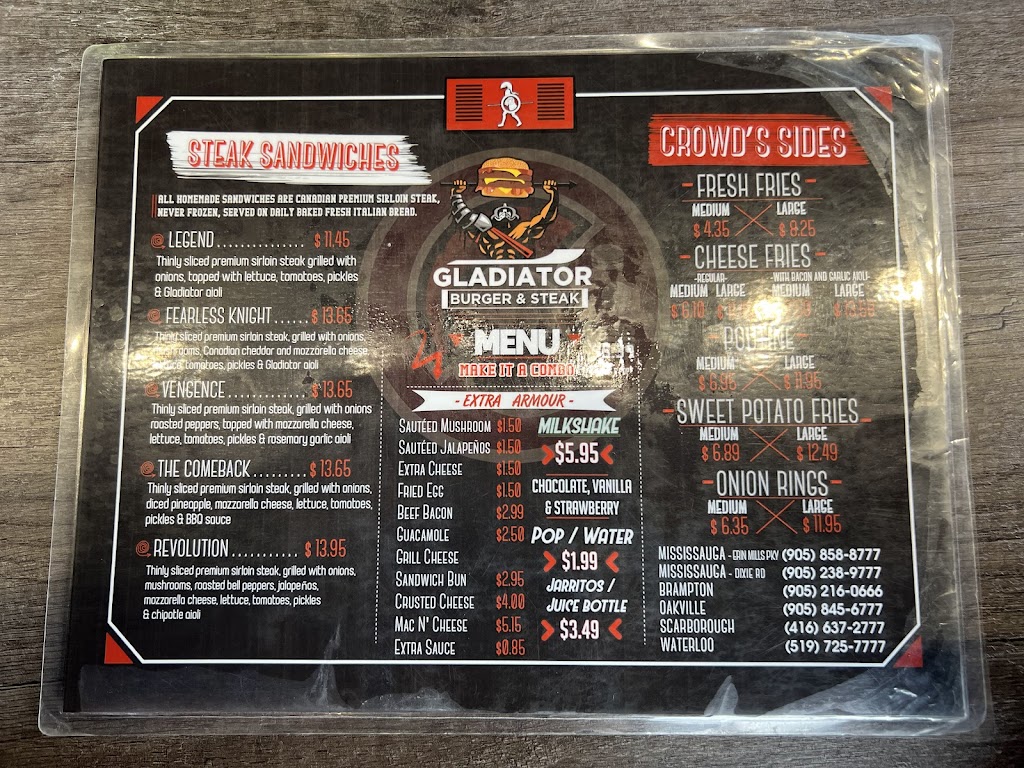 STEAK SANDWICHES
ALL HOMEMADE SANDWICHES ARE CANADIAN PREMIUM SIRLOIN STEAK,
NEVER FROZEN, SERVED ON DAILY BAKED FRESH ITALIAN BREAD.
LEGEND................ $11.45
Thinly sliced premium sirloin steak grilled with
onions, topped with lettuce, tomatoes, pickles
& Gladiator aioli
FEARLESS KNIGHT......$13.65
Thinly sliced premium sirloin steak, grilled with onions,
mushrooms, Canadian cheddar and mozzarella cheese,
lettuce, tomatoes, pickles & Gladiator aioli
VENGENCE..............$13.65
Thinly sliced premium sirloin steak, grilled with onions
roasted peppers, topped with mozzarella cheese,
lettuce, tomatoes, pickles & rosemary garlic aioli
THE COMEBACK.........$13.65
Thinly sliced premium sirloin steak, grilled with onions,
diced pineapple, mozzarella cheese, lettuce, tomatoes,
pickles & BBQ sauce
REVOLUTION........... $13.95
Thinly sliced premium sirloin steak, grilled with onions,
mushrooms, roasted bell peppers, jalapeños,
mozzarella cheese, lettuce, tomatoes, pickles
& chipotle aioli
GLADIATOR
BURGER & STEAK
MENU
MAKE IT A COMBO
- EXTRA ARMOUR -
SAUTÉED MUSHROOM $1.50
SAUTÉED JALAPEÑOS $1.50
EXTRA CHEESE $1.50
FRIED EGG $1.50
BEEF BACON $2.99
GUACAMOLE $2.50
GRILL CHEESE
SANDWICH BUN $2.95
CRUSTED CHEESE $4.00
MAC N' CHEESE $5.15
EXTRA SAUCE $0.85
MILKSHAKE
$5.95
CHOCOLATE, VANILLA
& STRAWBERRY
POP / WATER
$1.99
JARRITOS /
JUICE BOTTLE
$3.49
CROWD'S SIDES
- FRESH FRIES -
MEDIUM LARGE
$4.35 $8.25
- CHEESE FRIES -
-REGULAR- -WITH BACON AND GARLIC AIOLI-
MEDIUM LARGE MEDIUM LARGE
$6.10
- POUTINE -
MEDIUM LARGE
$6.95 $11.95
- SWEET POTATO FRIES -
MEDIUM LARGE
$6.89 $12.49
- ONION RINGS -
MEDIUM LARGE
$6.35 $11.95
MISSISSAUGA - ERIN MILLS PKY (905) 858-8777
MISSISSAUGA - DIXIE RD (905) 238-9777
BRAMPTON (905) 216-0666
OAKVILLE (905) 845-6777
SCARBOROUGH (416) 637-2777
WATERLOO (519) 725-7777